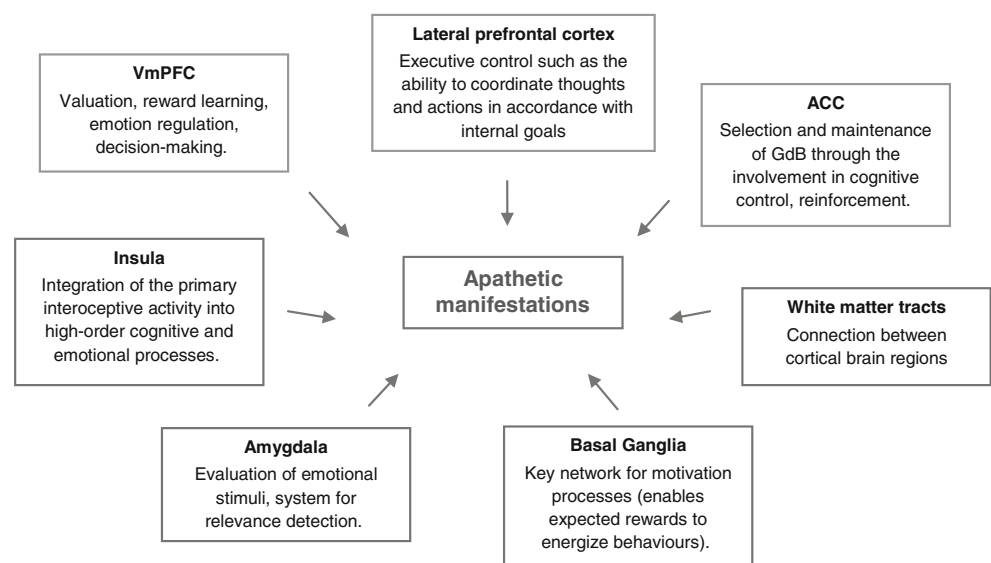 Lateral prefrontal cortex
Executive control such as the
ability to coordinate thoughts
and actions in accordance with
internal goals
VmPFC
Valuation, reward learning,
emotion regulation,
decision-making.
ACC
Selection and maintenance
of GdB through the
involvement in cognitive
control, reinforcement.
Insula
Integration of the primary
interoceptive activity into
high-order cognitive and
emotional processes.
Apathetic
manifestations
White matter tracts
Connection between
cortical brain regions
Amygdala
Evaluation of emotional
stimuli, system for
relevance detection.
Basal Ganglia
Key network for motivation
processes (enables
expected rewards to
energize behaviours).